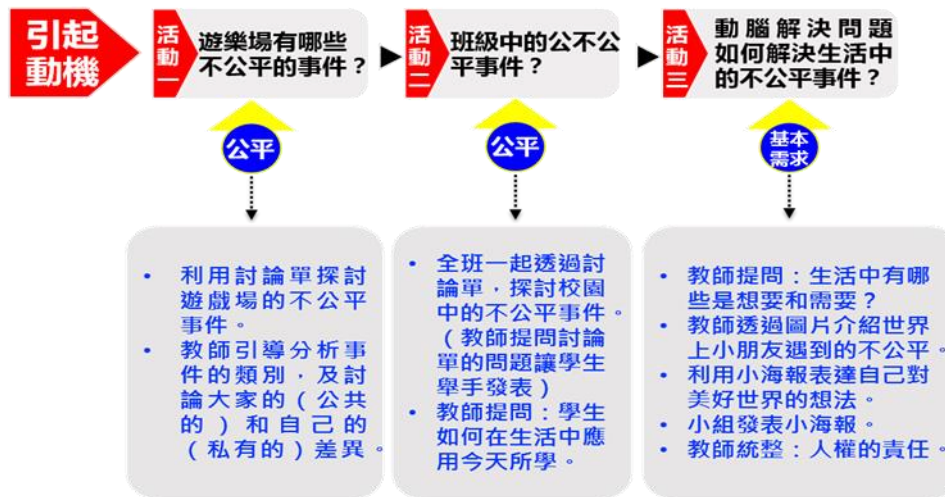 引起
動機
活動一
遊樂場有哪些
不公平的事件？
活動二
班級中的公不公
平事件？
活動三
動腦解決問題
如何解決生活中
的不公平事件？
公平
公平
基本
需求
• 利用討論單探討
遊戲場的不公平
事件。
• 教師引導分析事
件的類別，及討
論大家的（公共
的）和自己的
（私有的）差異。
• 全班一起透過討
論單，探討校園
中的不公平事件。
（教師提問討論
單的問題讓學生
舉手發表）
• 教師提問：學生
如何在生活中應
用今天所學。
• 教師提問：生活中有哪
些是想要和需要？
• 教師透過圖片介紹世界
上小朋友遇到的不公平。
• 利用小海報表達自己對
美好世界的想法。
• 小組發表小海報。
• 教師統整：人權的責任。